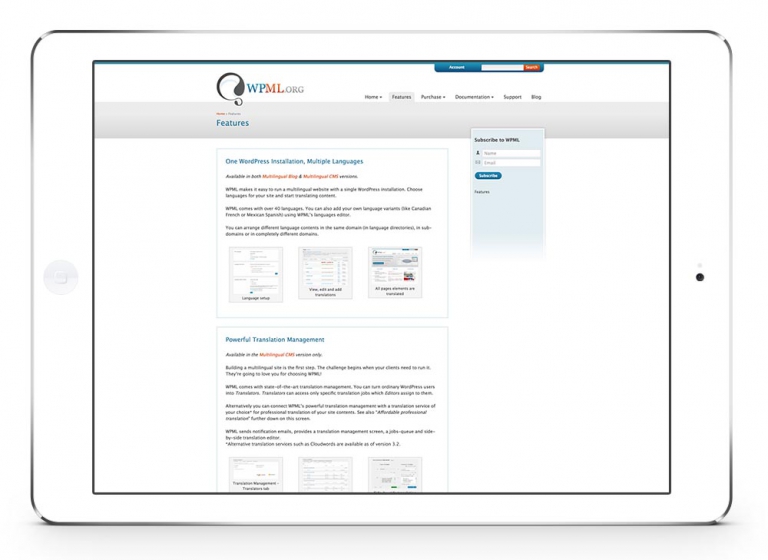 Account
Search
WPML.ORG
Home
Features
Purchase
Documentation
Support
Blog
Home » Features
Features
Subscribe to WPML
Name
Email
Subscribe
Features
One WordPress Installation, Multiple Languages
Available in both Multilingual Blog & Multilingual CMS versions.
WPML makes it easy to run a multilingual website with a single WordPress installation. Choose
languages for your site and start translating content.
WPML comes with over 40 languages. You can also add your own language variants (like Canadian
French or Mexican Spanish) using WPML's languages editor.
You can arrange different language contents in the same domain (in language directories), in sub-
domains or in completely different domains.
Language setup
View, edit and add
translations
All pages elements are
translated
Powerful Translation Management
Available in the Multilingual CMS version only.
Building a multilingual site is the first step. The challenge begins when your clients need to run it.
They're going to love you for choosing WPML!
WPML comes with state-of-the-art translation management. You can turn ordinary WordPress users
into Translators. Translators can access only specific translation jobs which Editors assign to them.
Alternatively you can connect WPML's powerful translation management with a translation service of
your choice* for professional translation of your site contents. See also "Affordable professional
translation" further down on this screen.
WPML sends notification emails, provides a translation management screen, a jobs-queue and side-
by-side translation editor.
*Alternative translation services such as Cloudwords are available as of version 3.2.
Translation Management -
Translators tab